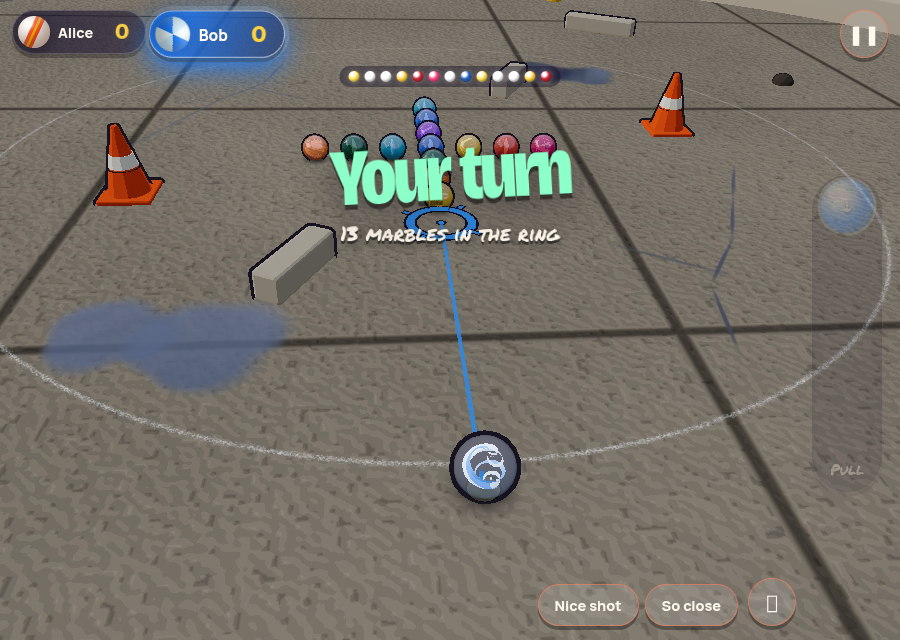 Alice 0
Bob 0
Your turn
13 MARBLES IN THE RING
PULL
Nice shot
So close